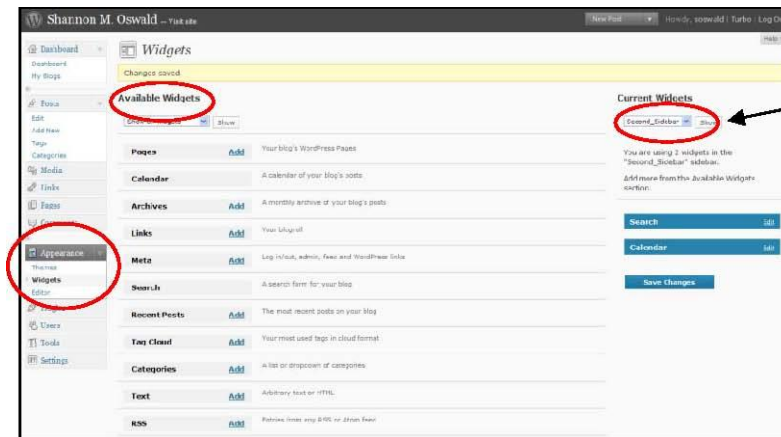 Shannon M. Oswald — Visit site
New Post
Howdy, soswald | Turbo | Log O
Help
Dashboard
Dashboard
My Blogs
Posts
Edit
Add New
Tags
Categories
Media
Links
Pages
Appearance
Themes
Widgets
Editor
Users
Tools
Settings
Widgets
Changes saved.
Available Widgets
Show
Pages Add Your blog's WordPress Pages
Calendar A calendar of your blog's posts
Archives Add A monthly archive of your blog's posts
Links Add Your blogroll
Meta Add Log in/out, admin, feed and WordPress links
Search A search form for your blog
Recent Posts Add The most recent posts on your blog
Tag Cloud Add Your most used tags in cloud format
Categories Add A list or dropdown of categories
Text Add Arbitrary text or HTML
RSS Add Entries from any RSS or Atom feed
Current Widgets
Second_Sidebar Show
You are using 2 widgets in the
"Second_Sidebar" sidebar.
Add more from the Available Widgets
section.
Search Edit
Calendar Edit
Save Changes